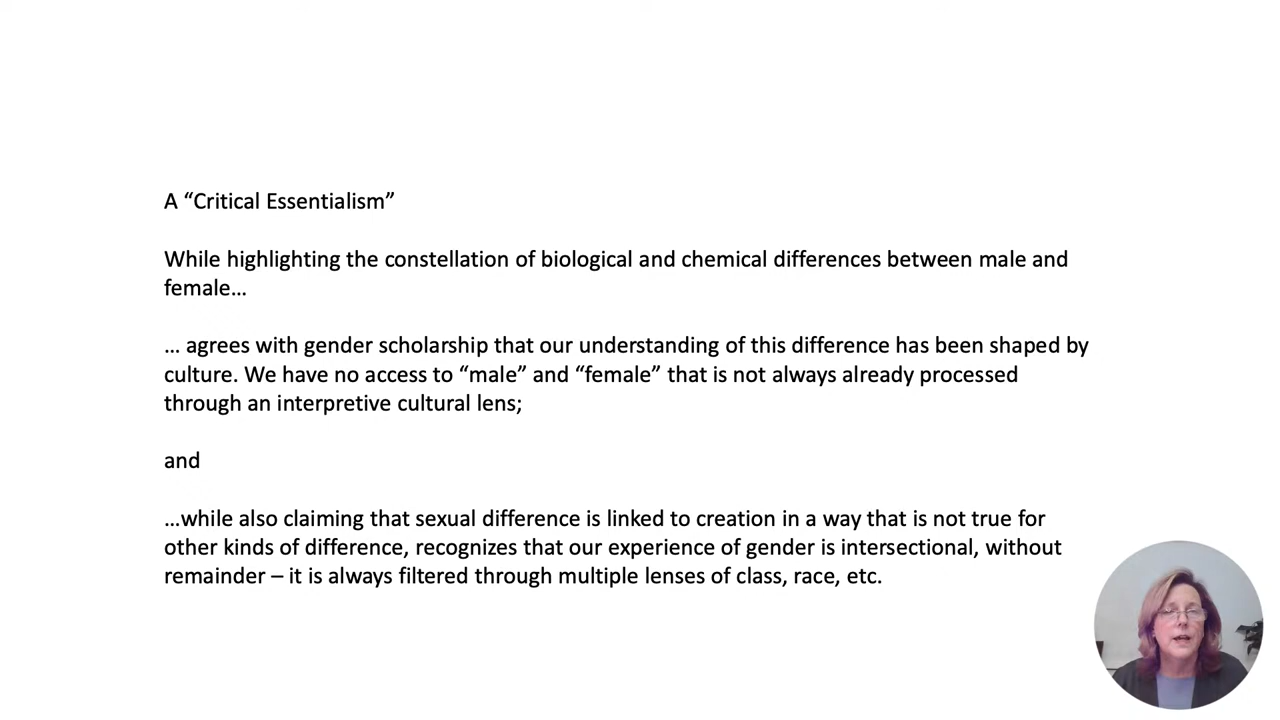 A “Critical Essentialism”
While highlighting the constellation of biological and chemical differences between male and
female…
… agrees with gender scholarship that our understanding of this difference has been shaped by
culture. We have no access to “male” and “female” that is not always already processed
through an interpretive cultural lens;
and
…while also claiming that sexual difference is linked to creation in a way that is not true for
other kinds of difference, recognizes that our experience of gender is intersectional, without
remainder – it is always filtered through multiple lenses of class, race, etc.